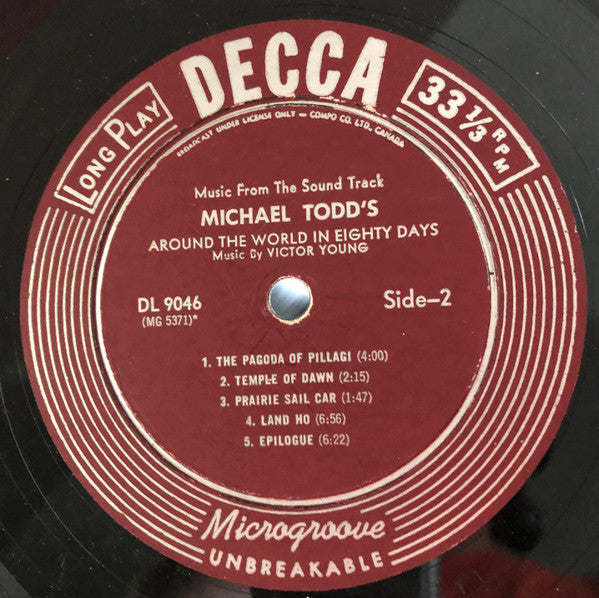 DECCA
LONG PLAY
33 1/3 RPM
BROADCAST UNDER LICENSE ONLY — COMPO CO. LTD., CANADA
Music From The Sound Track
MICHAEL TODD'S
AROUND THE WORLD IN EIGHTY DAYS
Music By VICTOR YOUNG
DL 9046
(MG 5371)*
Side-2
1. THE PAGODA OF PILLAGI (4:00)
2. TEMPLE OF DAWN (2:15)
3. PRAIRIE SAIL CAR (1:47)
4. LAND HO (6:56)
5. EPILOGUE (6:22)
Microgroove
UNBREAKABLE